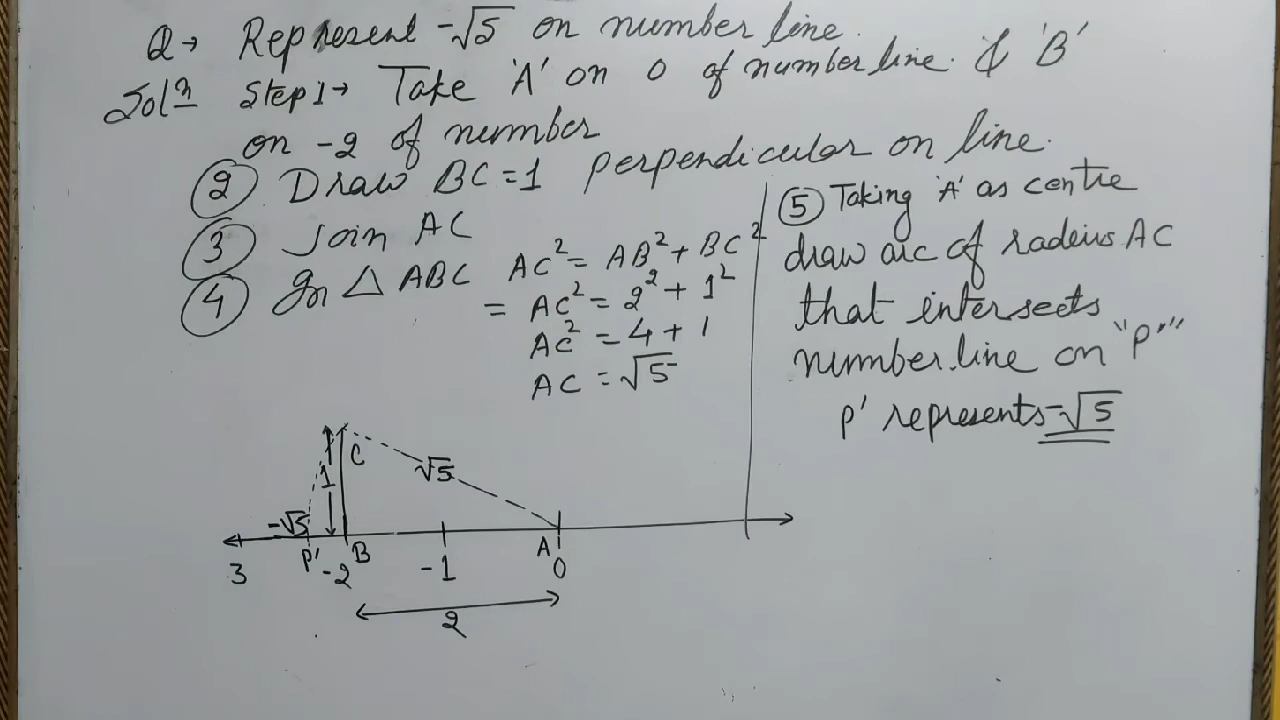 Q→ Represent -√5 on number line.
Solⁿ Step 1→ Take 'A' on 0 of number line. & 'B'
on -2 of number
② Draw BC=1 perpendicular on line.
③ Join AC
④ In △ ABC AC² = AB² + BC²
= AC² = 2² + 1²
AC² = 4 + 1
AC = √5
⑤ Taking 'A' as centre
draw arc of radeius AC
that intersects
number line on "P'"
P' represents -√5
C
1
√5
-√5
P'
B
A
3
-2
-1
0
2